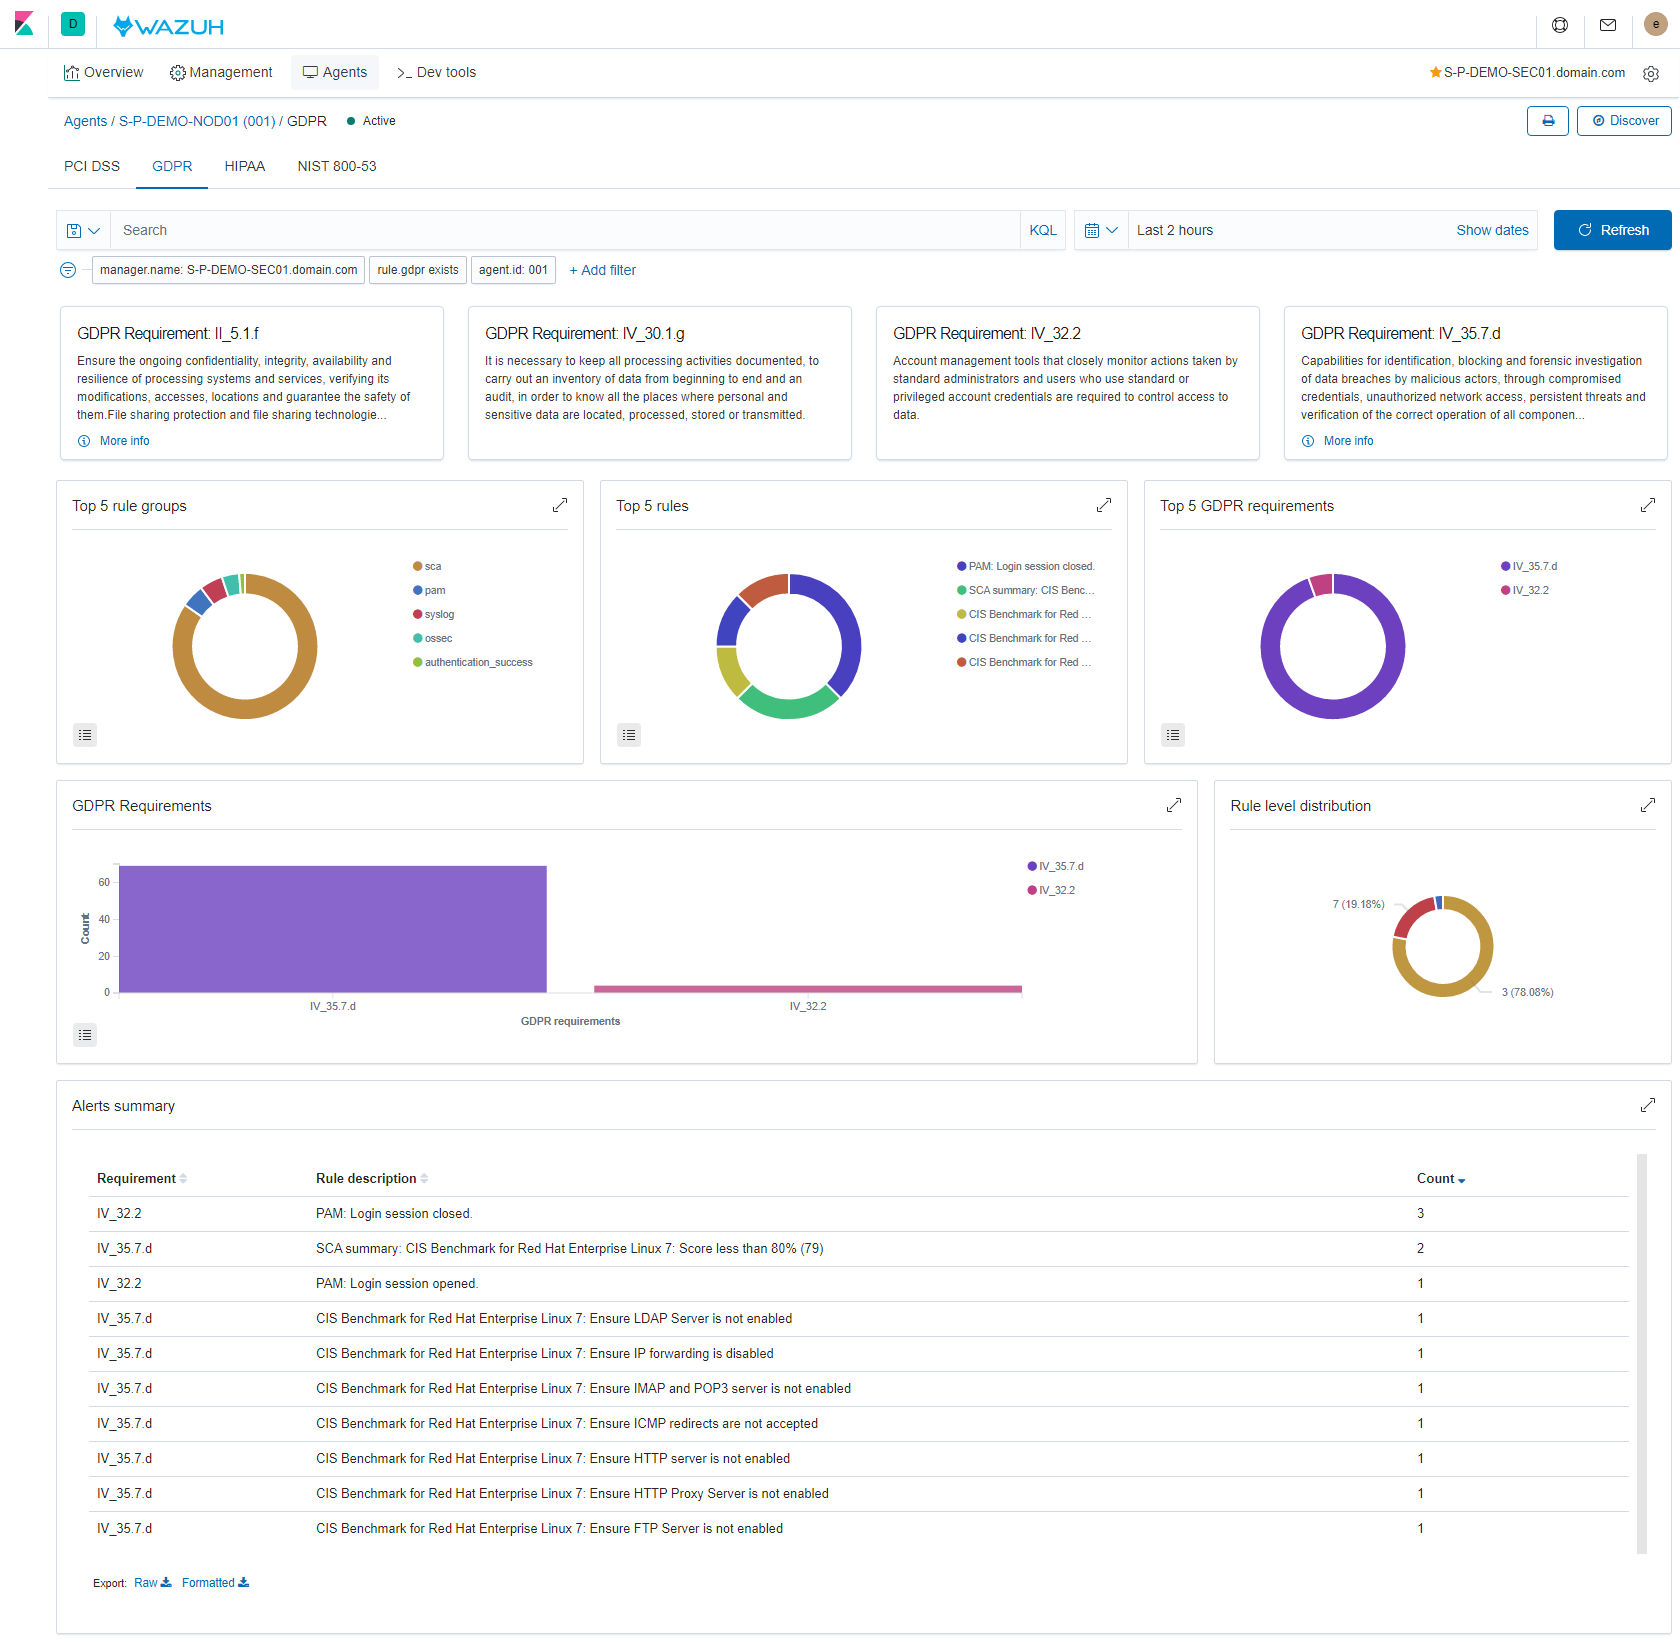 D
WAZUH
e
Overview
Management
Agents
>_ Dev tools
S-P-DEMO-SEC01.domain.com
Agents / S-P-DEMO-NOD01 (001) / GDPR
Active
Discover
PCI DSS
GDPR
HIPAA
NIST 800-53
Search
KQL
Last 2 hours
Show dates
Refresh
manager.name: S-P-DEMO-SEC01.domain.com
rule.gdpr exists
agent.id: 001
+ Add filter
GDPR Requirement: II_5.1.f
Ensure the ongoing confidentiality, integrity, availability and
resilience of processing systems and services, verifying its
modifications, accesses, locations and guarantee the safety of
them.File sharing protection and file sharing technologie...
More info
GDPR Requirement: IV_30.1.g
It is necessary to keep all processing activities documented, to
carry out an inventory of data from beginning to end and an
audit, in order to know all the places where personal and
sensitive data are located, processed, stored or transmitted.
GDPR Requirement: IV_32.2
Account management tools that closely monitor actions taken by
standard administrators and users who use standard or
privileged account credentials are required to control access to
data.
GDPR Requirement: IV_35.7.d
Capabilities for identification, blocking and forensic investigation
of data breaches by malicious actors, through compromised
credentials, unauthorized network access, persistent threats and
verification of the correct operation of all componen...
More info
Top 5 rule groups
sca
pam
syslog
ossec
authentication_success
Top 5 rules
PAM: Login session closed.
SCA summary: CIS Benc...
CIS Benchmark for Red ...
CIS Benchmark for Red ...
CIS Benchmark for Red ...
Top 5 GDPR requirements
IV_35.7.d
IV_32.2
GDPR Requirements
Count
60
40
20
0
IV_35.7.d
IV_32.2
GDPR requirements
IV_35.7.d
IV_32.2
Rule level distribution
7 (19.18%)
3 (78.08%)
Alerts summary
Requirement
Rule description
Count
IV_32.2
PAM: Login session closed.
3
IV_35.7.d
SCA summary: CIS Benchmark for Red Hat Enterprise Linux 7: Score less than 80% (79)
2
IV_32.2
PAM: Login session opened.
1
IV_35.7.d
CIS Benchmark for Red Hat Enterprise Linux 7: Ensure LDAP Server is not enabled
1
IV_35.7.d
CIS Benchmark for Red Hat Enterprise Linux 7: Ensure IP forwarding is disabled
1
IV_35.7.d
CIS Benchmark for Red Hat Enterprise Linux 7: Ensure IMAP and POP3 server is not enabled
1
IV_35.7.d
CIS Benchmark for Red Hat Enterprise Linux 7: Ensure ICMP redirects are not accepted
1
IV_35.7.d
CIS Benchmark for Red Hat Enterprise Linux 7: Ensure HTTP server is not enabled
1
IV_35.7.d
CIS Benchmark for Red Hat Enterprise Linux 7: Ensure HTTP Proxy Server is not enabled
1
IV_35.7.d
CIS Benchmark for Red Hat Enterprise Linux 7: Ensure FTP Server is not enabled
1
Export:
Raw
Formatted